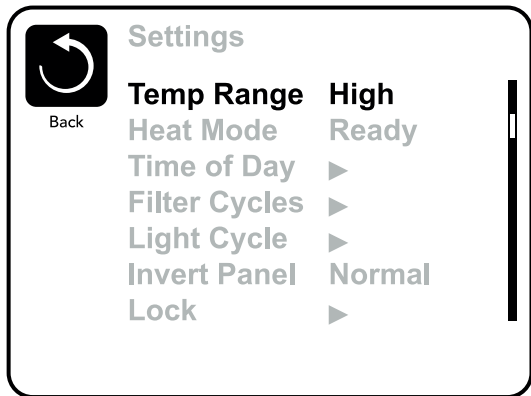 Settings
Back
Temp Range High
Heat Mode Ready
Time of Day ▶
Filter Cycles ▶
Light Cycle ▶
Invert Panel Normal
Lock ▶